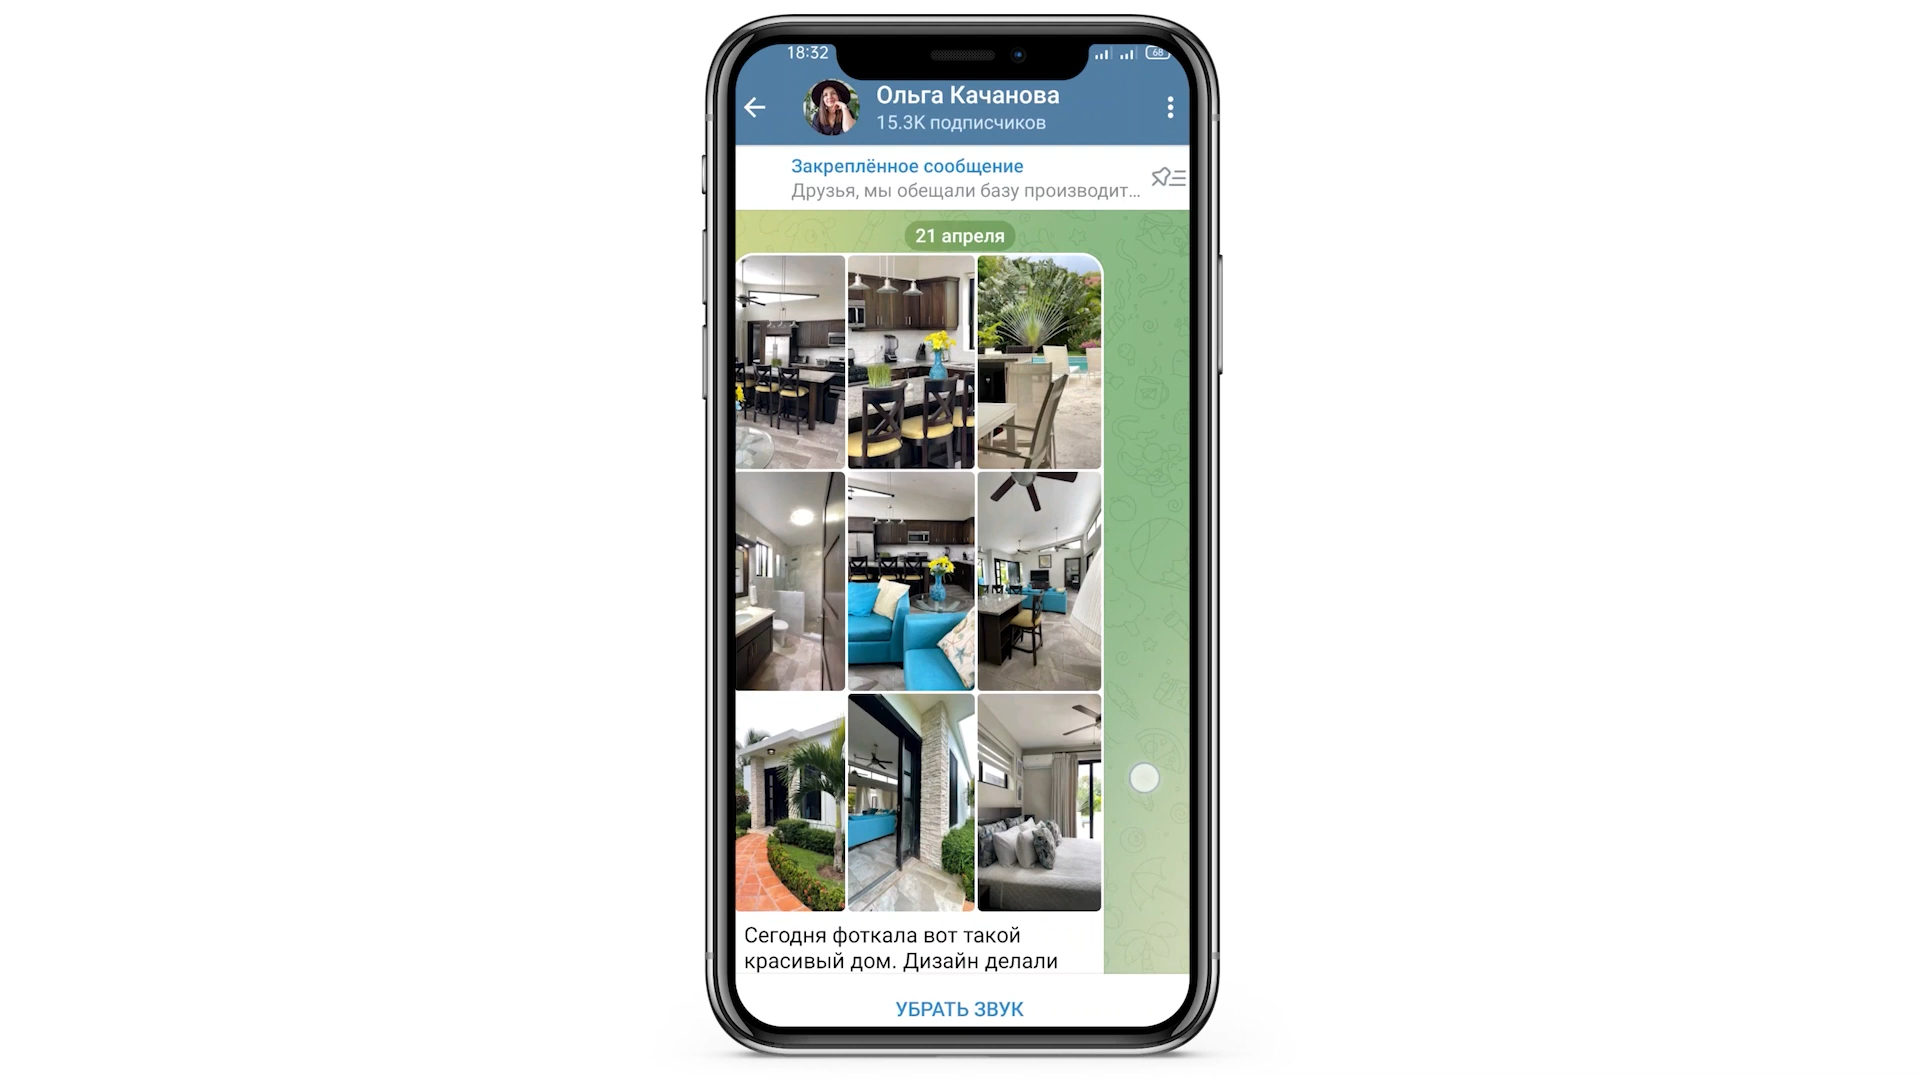 18:32
68
Ольга Качанова
15.3K подписчиков
Закреплённое сообщение
Друзья, мы обещали базу производит...
21 апреля
Сегодня фоткала вот такой
красивый дом. Дизайн делали
УБРАТЬ ЗВУК